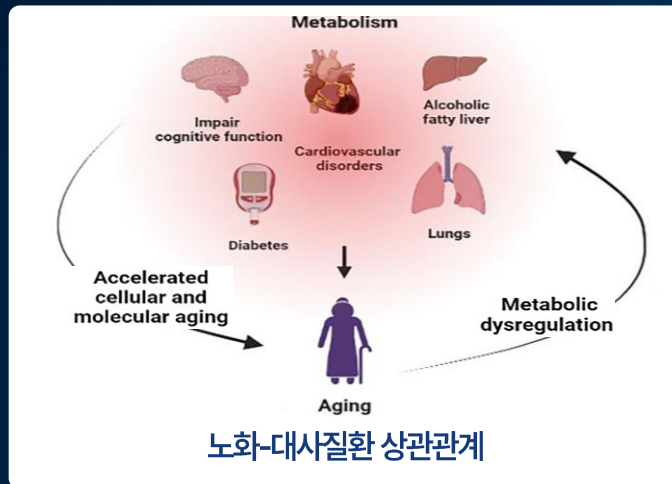 Metabolism
Impair
cognitive function
Alcoholic
fatty liver
Cardiovascular
disorders
Diabetes
Lungs
Accelerated
cellular and
molecular aging
Metabolic
dysregulation
Aging
노화-대사질환 상관관계